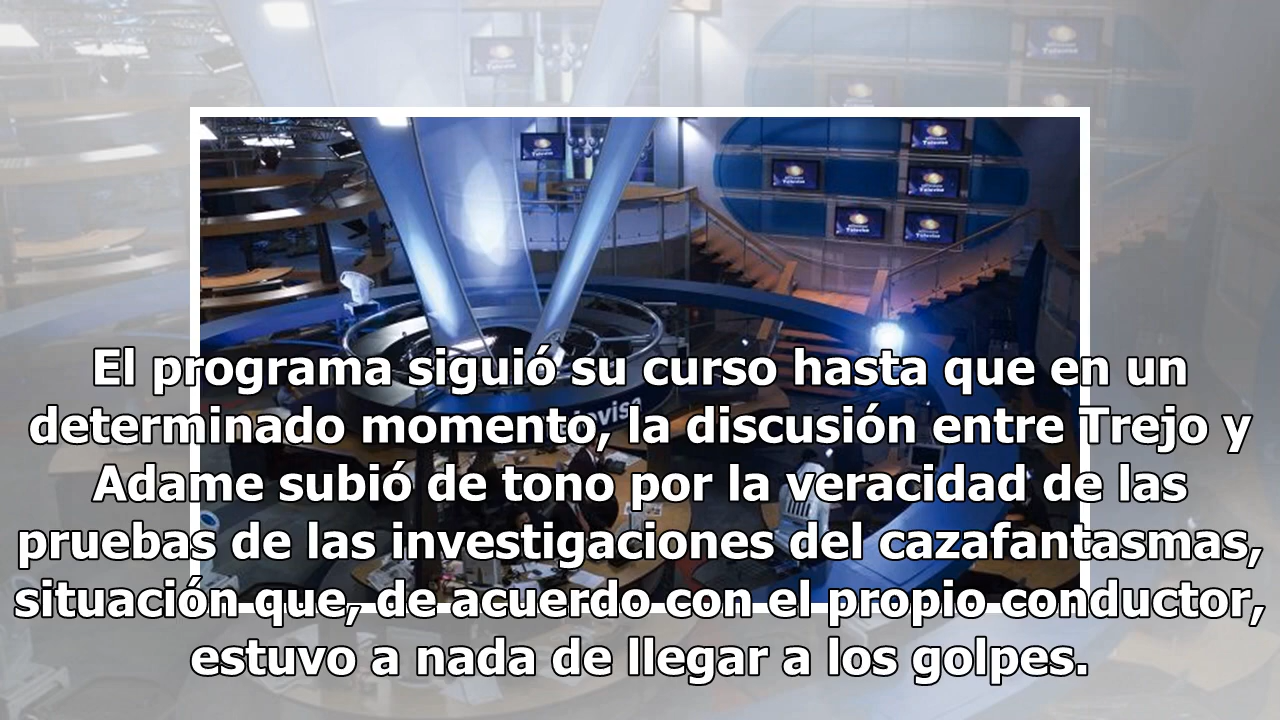 El programa siguió su curso hasta que en un
determinado momento, la discusión entre Trejo y
Adame subió de tono por la veracidad de las
pruebas de las investigaciones del cazafantasmas,
situación que, de acuerdo con el propio conductor,
estuvo a nada de llegar a los golpes.